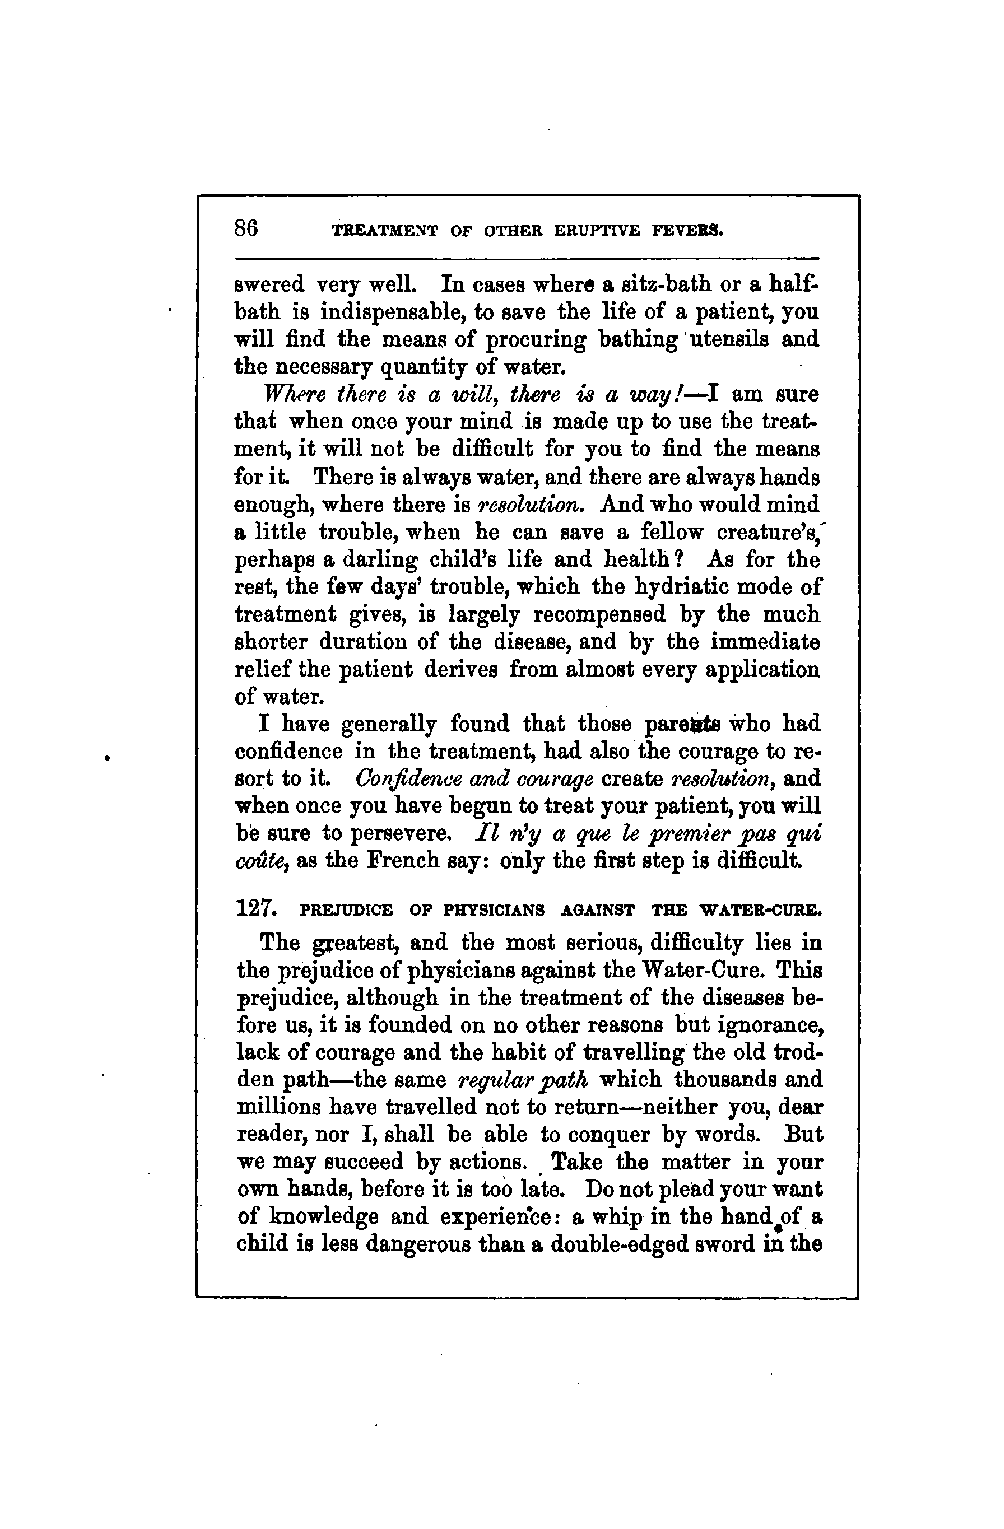 86 TREATMENT OF OTHER ERUPTIVE FEVERS.
swered very well. In cases where a sitz-bath or a half-
bath is indispensable, to save the life of a patient, you
will find the means of procuring bathing utensils and
the necessary quantity of water.
Where there is a will, there is a way!—I am sure
that when once your mind is made up to use the treat-
ment, it will not be difficult for you to find the means
for it. There is always water, and there are always hands
enough, where there is resolution. And who would mind
a little trouble, when he can save a fellow creature's,
perhaps a darling child's life and health? As for the
rest, the few days' trouble, which the hydriatic mode of
treatment gives, is largely recompensed by the much
shorter duration of the disease, and by the immediate
relief the patient derives from almost every application
of water.
I have generally found that those parents who had
confidence in the treatment, had also the courage to re-
sort to it. Confidence and courage create resolution, and
when once you have begun to treat your patient, you will
be sure to persevere. Il n'y a que le premier pas qui
coûte, as the French say: only the first step is difficult.
127. PREJUDICE OF PHYSICIANS AGAINST THE WATER-CURE.
The greatest, and the most serious, difficulty lies in
the prejudice of physicians against the Water-Cure. This
prejudice, although in the treatment of the diseases be-
fore us, it is founded on no other reasons but ignorance,
lack of courage and the habit of travelling the old trod-
den path—the same regular path which thousands and
millions have travelled not to return—neither you, dear
reader, nor I, shall be able to conquer by words. But
we may succeed by actions. Take the matter in your
own hands, before it is too late. Do not plead your want
of knowledge and experience: a whip in the hand of a
child is less dangerous than a double-edged sword in the